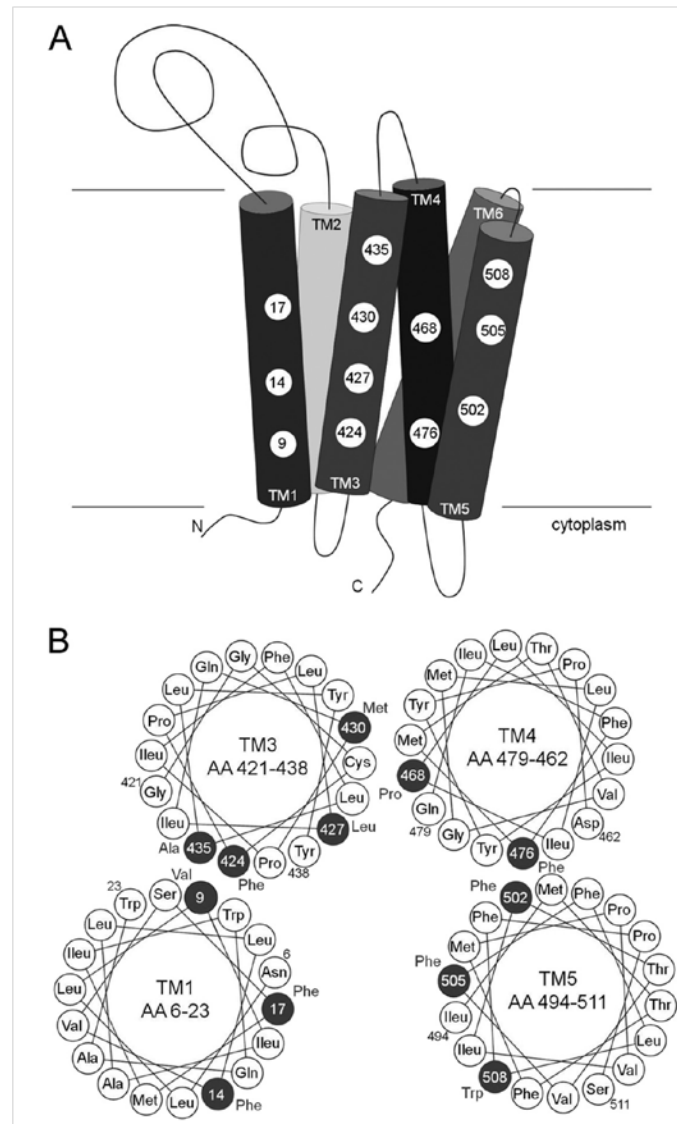 A
TM4
TM2
TM6
435
508
17
430
468
505
14
427
502
9
424
476
TM3
TM1
TM5
N
cytoplasm
C
B
Gly
Phe
Gln
Leu
Leu
Tyr
Pro
Met
430
Ileu
TM3
AA 421-438
Cys
421
Gly
Leu
Ileu
427
Leu
Ala
435
424
Phe
Pro
Tyr
438
Leu
Thr
Ileu
Pro
Met
Leu
Tyr
Phe
Met
TM4
AA 479-462
Ileu
468
Pro
Val
Gln
479
Asp
462
Gly
Tyr
476
Phe
Ileu
Val
23
Ser
9
Trp
Trp
Leu
Leu
Ileu
Asn
6
Leu
TM1
AA 6-23
17
Phe
Val
Ileu
Ala
Gln
Ala
Met
Leu
14
Phe
Phe
502
Met
Phe
Phe
Pro
Met
Pro
Phe
505
TM5
AA 494-511
Thr
Ileu
494
Thr
Ileu
Leu
508
Trp
Val
Phe
Val
Ser
511